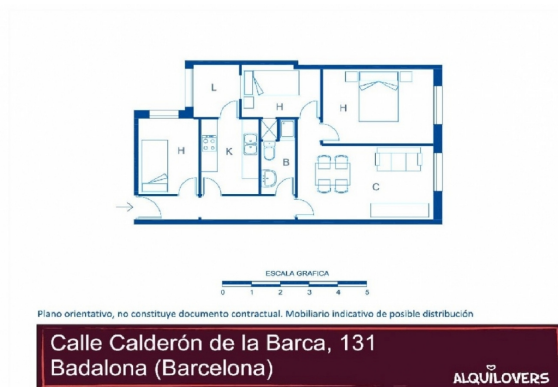 L
H
H
H
K
B
C
ESCALA GRAFICA
0 1 2 3 4 5
Plano orientativo, no constituye documento contractual. Mobiliario indicativo de posible distribución
Calle Calderón de la Barca, 131
Badalona (Barcelona)
ALQUILOVERS